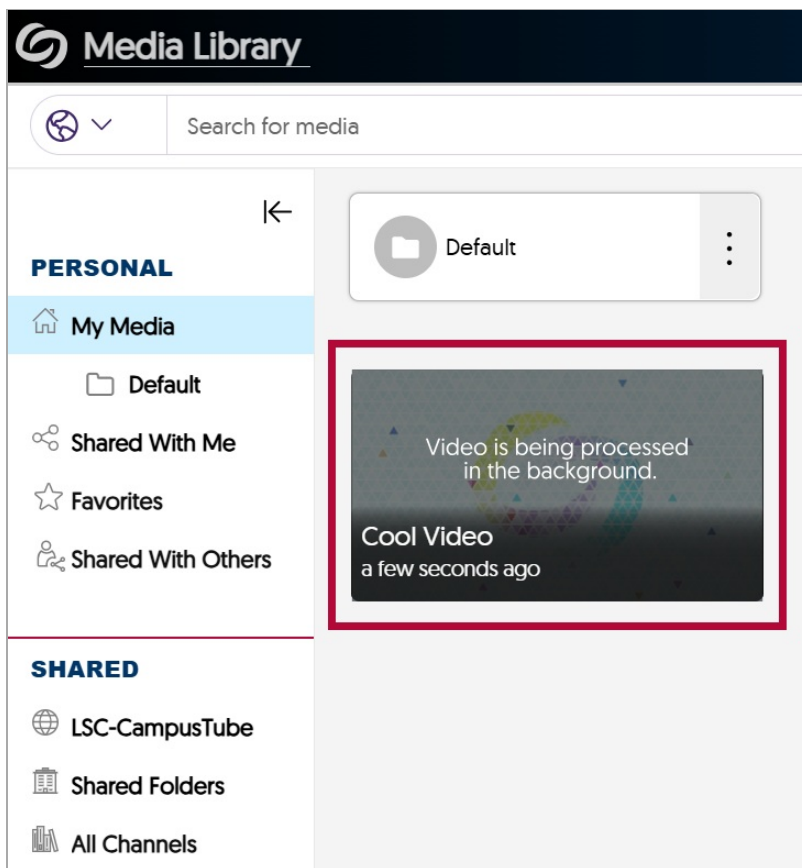 Media Library
Search for media
PERSONAL
My Media
Default
Shared With Me
Favorites
Shared With Others
SHARED
LSC-CampusTube
Shared Folders
All Channels
Default
Video is being processed
in the background.
Cool Video
a few seconds ago